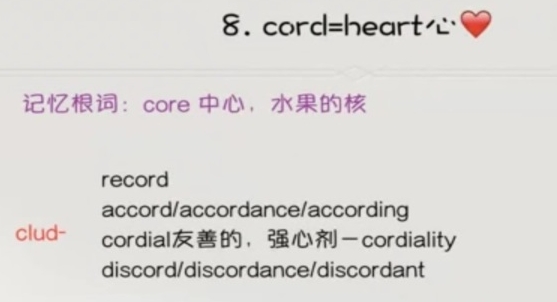 8. cord=heart心❤️
记忆根词：core 中心，水果的核
record
accord/accordance/according
clud-
cordial友善的，强心剂－cordiality
discord/discordance/discordant